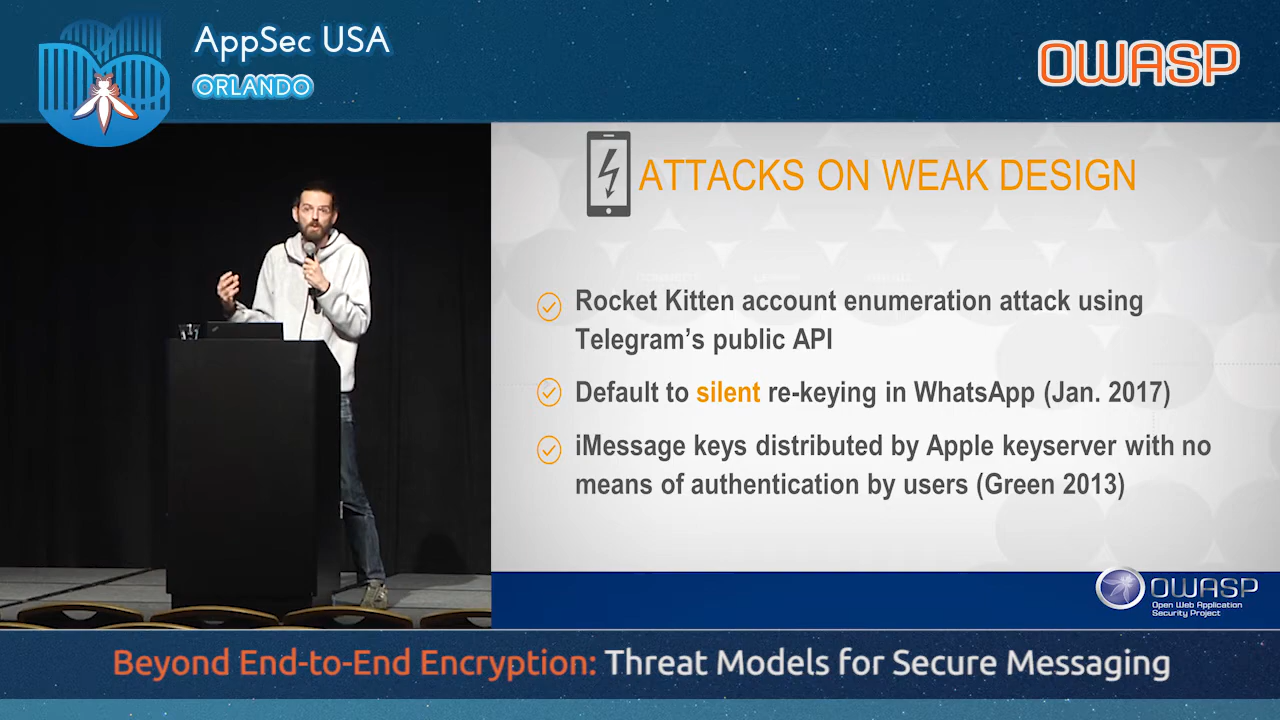 AppSec USA
ORLANDO
OWASP
ATTACKS ON WEAK DESIGN
Rocket Kitten account enumeration attack using
Telegram's public API
Default to silent re-keying in WhatsApp (Jan. 2017)
iMessage keys distributed by Apple keyserver with no
means of authentication by users (Green 2013)
OWASP
Open Web Application
Security Project
Beyond End-to-End Encryption: Threat Models for Secure Messaging